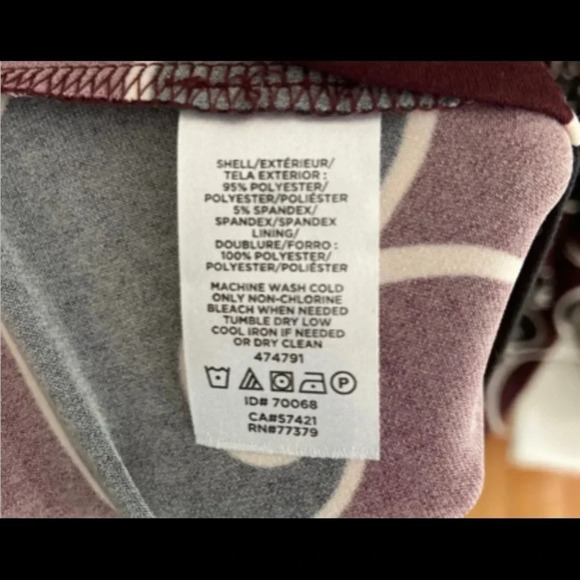 SHELL/EXTÉRIEUR/
TELA EXTERIOR :
95% POLYESTER/
POLYESTER/POLIÉSTER
5% SPANDEX/
SPANDEX/SPANDEX
LINING/
DOUBLURE/FORRO :
100% POLYESTER/
POLYESTER/POLIÉSTER
MACHINE WASH COLD
ONLY NON-CHLORINE
BLEACH WHEN NEEDED
TUMBLE DRY LOW
COOL IRON IF NEEDED
OR DRY CLEAN
474791
P
ID# 70068
CA#57421
RN#77379